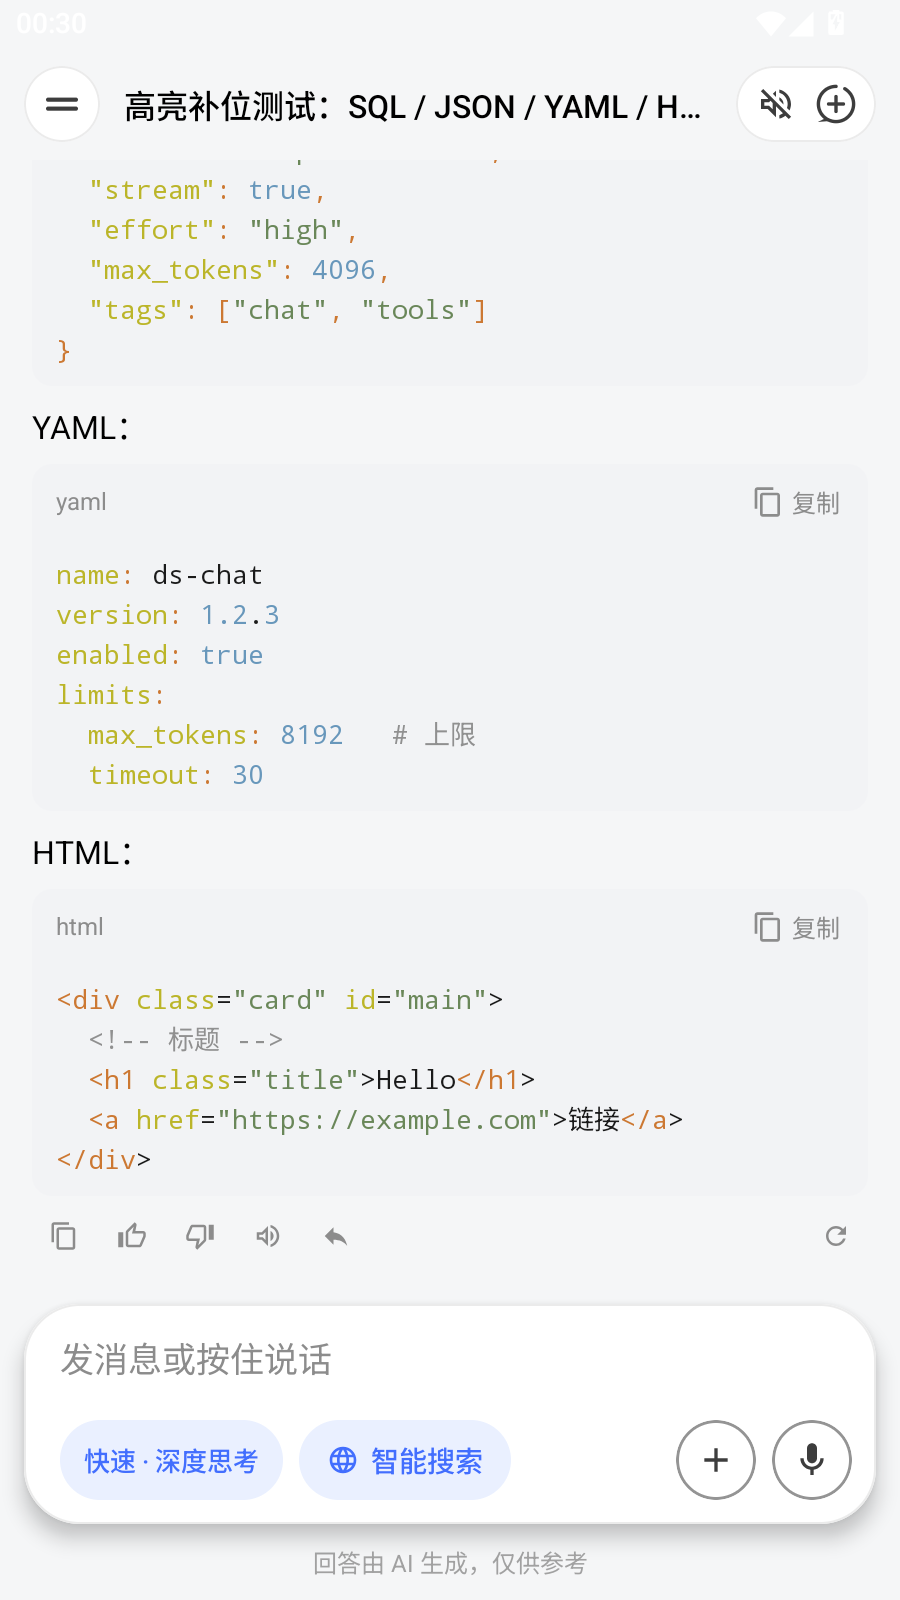 00:30
高亮补位测试：SQL / JSON / YAML / H...
"stream": true,
"effort": "high",
"max_tokens": 4096,
"tags": ["chat", "tools"]
}
YAML：
yaml
复制
name: ds-chat
version: 1.2.3
enabled: true
limits:
  max_tokens: 8192   # 上限
  timeout: 30
HTML：
html
复制
<div class="card" id="main">
  <!-- 标题 -->
  <h1 class="title">Hello</h1>
  <a href="https://example.com">链接</a>
</div>
发消息或按住说话
快速 · 深度思考
智能搜索
回答由 AI 生成，仅供参考